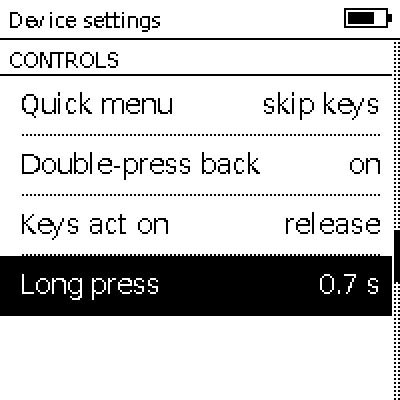 Device settings
CONTROLS
Quick menu skip keys
Double-press back on
Keys act on release
Long press 0.7 s